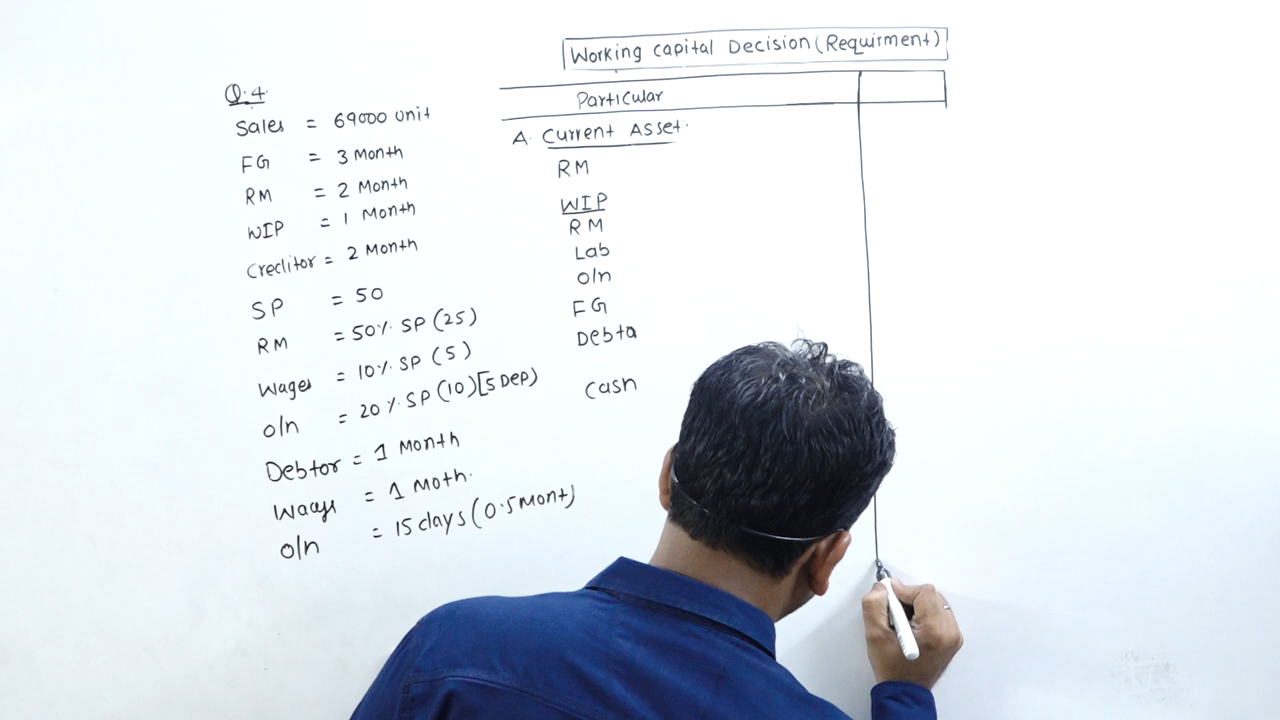 Working Capital Decision (Requirment)
Q.4.
Sales = 69000 unit
FG = 3 Month
RM = 2 Month
WIP = 1 Month
Creditor = 2 Month
SP = 50
RM = 50% SP (25)
Wages = 10% SP (5)
o/h = 20% SP (10) [5 Dep)
Debtor = 1 Month
Wages = 1 Moth.
o/h = 15 days (0.5 Mont)
Particular
A. Current Asset.
RM
WIP
RM
Lab
o/h
FG
Debto
Cash